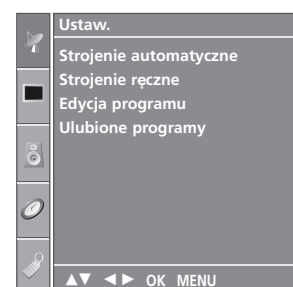 Ustaw.
Strojenie automatyczne
Strojenie ręczne
Edycja programu
Ulubione programy
▲▼ ◄► OK MENU